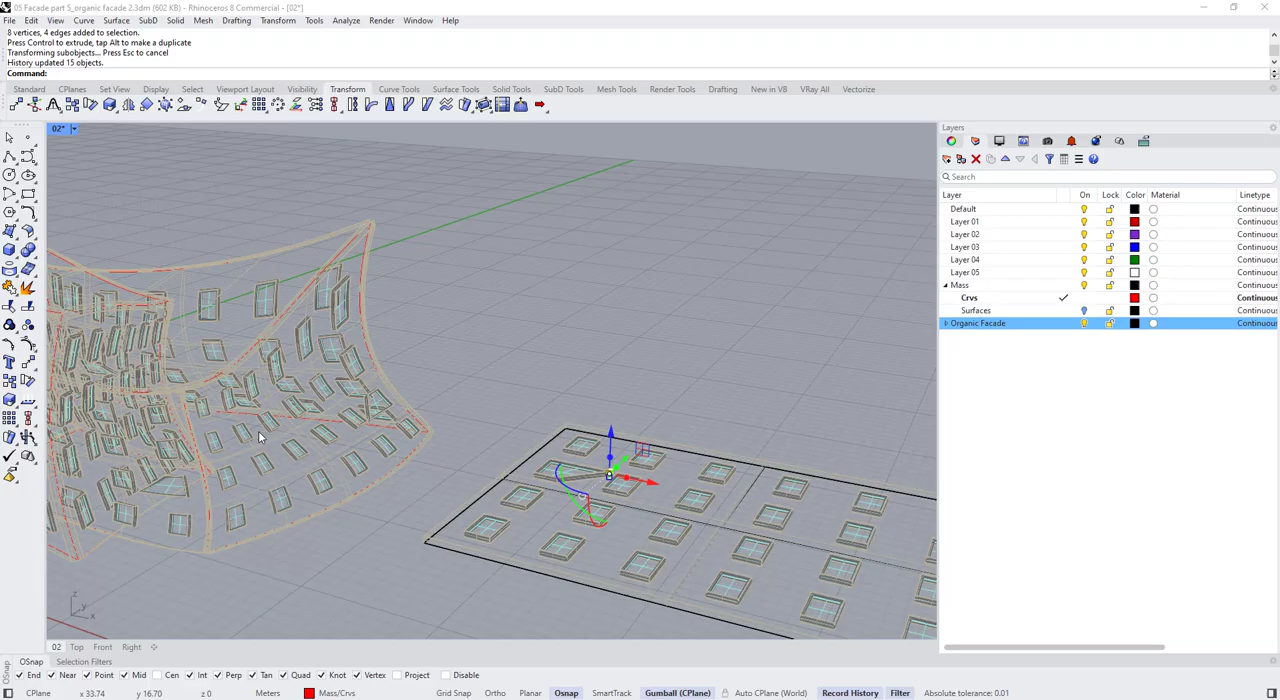 05 Facade part 5_organic facade 2.3dm (602 KB) - Rhinoceros 8 Commercial - [02*]
File Edit View Curve Surface SubD Solid Mesh Drafting Transform Tools Analyze Render Window Help
8 vertices, 4 edges added to selection.
Press Control to extrude, tap Alt to make a duplicate
Transforming subobjects... Press Esc to cancel
History updated 15 objects.
Command:
Standard CPlanes Set View Display Select Viewport Layout Visibility Transform Curve Tools Surface Tools Solid Tools SubD Tools Mesh Tools Render Tools Drafting New in V8 VRay All Vectorize
02*
Layers
Search
Layer On Lock Color Material Linetype
Default Continuous
Layer 01 Continuous
Layer 02 Continuous
Layer 03 Continuous
Layer 04 Continuous
Layer 05 Continuous
Mass Continuous
Crvs Continuous
Surfaces Continuous
Organic Facade Continuous
z
y
x
02 Top Front Right
OSnap Selection Filters
OSnap
End Near Point Mid Cen Int Perp Tan Quad Knot Vertex Project Disable
CPlane x 33.74 y 16.70 z 0 Meters Mass/Crvs Grid Snap Ortho Planar Osnap SmartTrack Gumball (CPlane) Auto CPlane (World) Record History Filter Absolute tolerance: 0.01